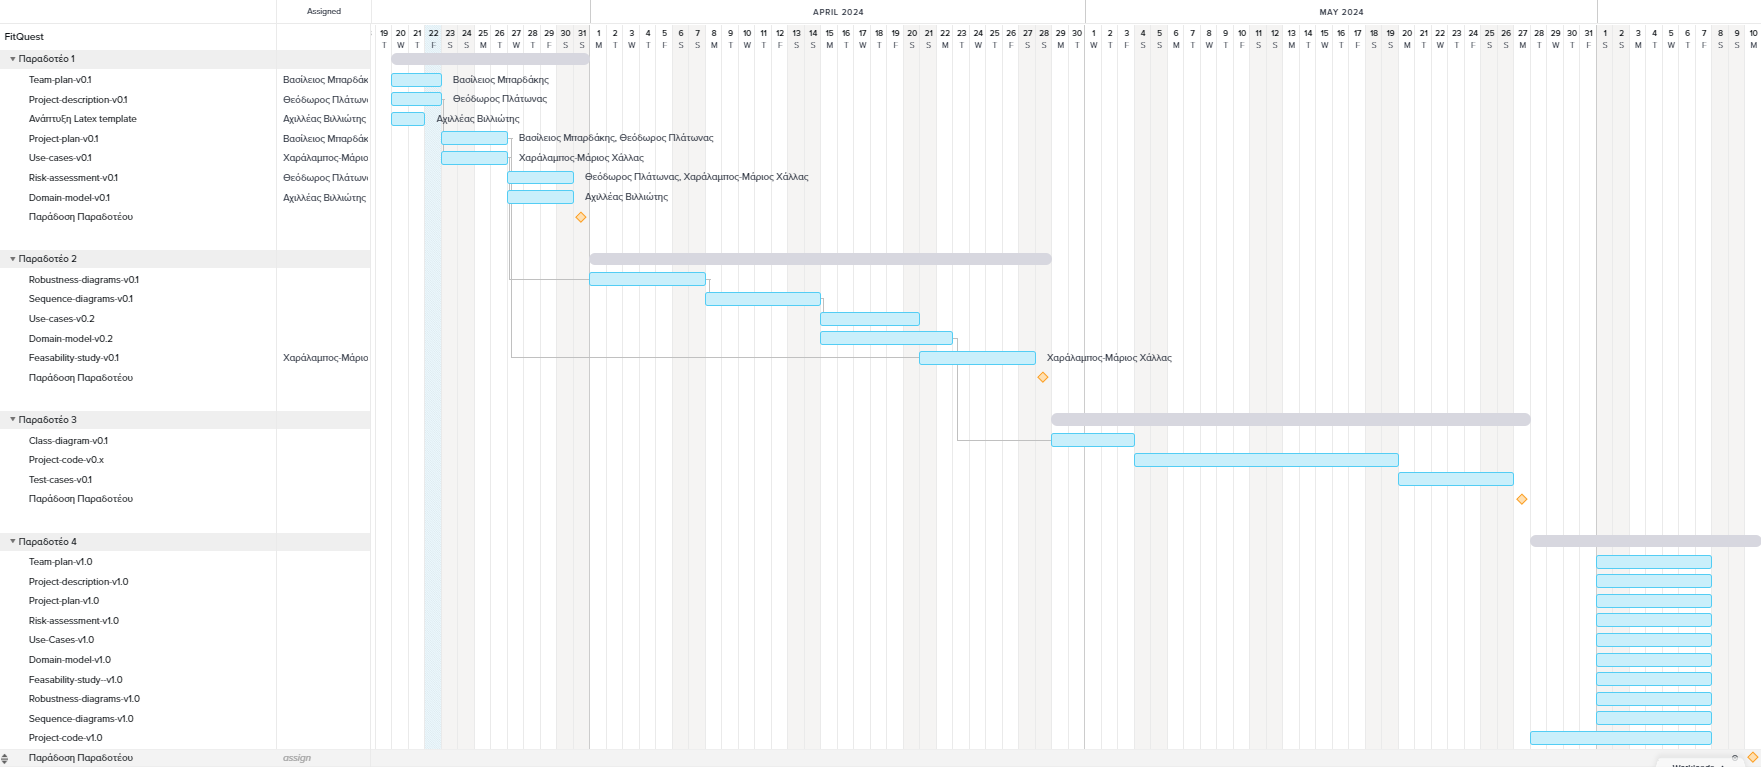 Assigned
APRIL 2024 MAY 2024
19 20 21 22 23 24 25 26 27 28 29 30 31 1 2 3 4 5 6 7 8 9 10 11 12 13 14 15 16 17 18 19 20 21 22 23 24 25 26 27 28 29 30 1 2 3 4 5 6 7 8 9 10 11 12 13 14 15 16 17 18 19 20 21 22 23 24 25 26 27 28 29 30 31 1 2 3 4 5 6 7 8 9 10
FitQuest
T W T F S S M T W T F S S M T W T F S S M T W T F S S M T W T F S S M T W T F S S M T W T F S S M T W T F S S M T W T F S S M T W T F S S M T W T F S S M T W T F S S M
Παραδοτέο 1
Team-plan-v0.1 Βασίλειος Μπαρδάκ Βασίλειος Μπαρδάκης
Project-description-v0.1 Θεόδωρος Πλάτων Θεόδωρος Πλάτωνας
Ανάπτυξη Latex template Αχιλλέας Βιλλιώτης Αχιλλέας Βιλλιώτης
Project-plan-v0.1 Βασίλειος Μπαρδάκ Βασίλειος Μπαρδάκης, Θεόδωρος Πλάτωνας
Use-cases-v0.1 Χαράλαμπος-Μάριο Χαράλαμπος-Μάριος Χάλλας
Risk-assessment-v0.1 Θεόδωρος Πλάτων Θεόδωρος Πλάτωνας, Χαράλαμπος-Μάριος Χάλλας
Domain-model-v0.1 Αχιλλέας Βιλλιώτης Αχιλλέας Βιλλιώτης
Παράδοση Παραδοτέου
Παραδοτέο 2
Robustness-diagrams-v0.1
Sequence-diagrams-v0.1
Use-cases-v0.2
Domain-model-v0.2
Feasability-study-v0.1 Χαράλαμπος-Μάριο Χαράλαμπος-Μάριος Χάλλας
Παράδοση Παραδοτέου
Παραδοτέο 3
Class-diagram-v0.1
Project-code-v0.x
Test-cases-v0.1
Παράδοση Παραδοτέου
Παραδοτέο 4
Team-plan-v1.0
Project-description-v1.0
Project-plan-v1.0
Risk-assessment-v1.0
Use-Cases-v1.0
Domain-model-v1.0
Feasability-study--v1.0
Robustness-diagrams-v1.0
Sequence-diagrams-v1.0
Project-code-v1.0
Παράδοση Παραδοτέου assign